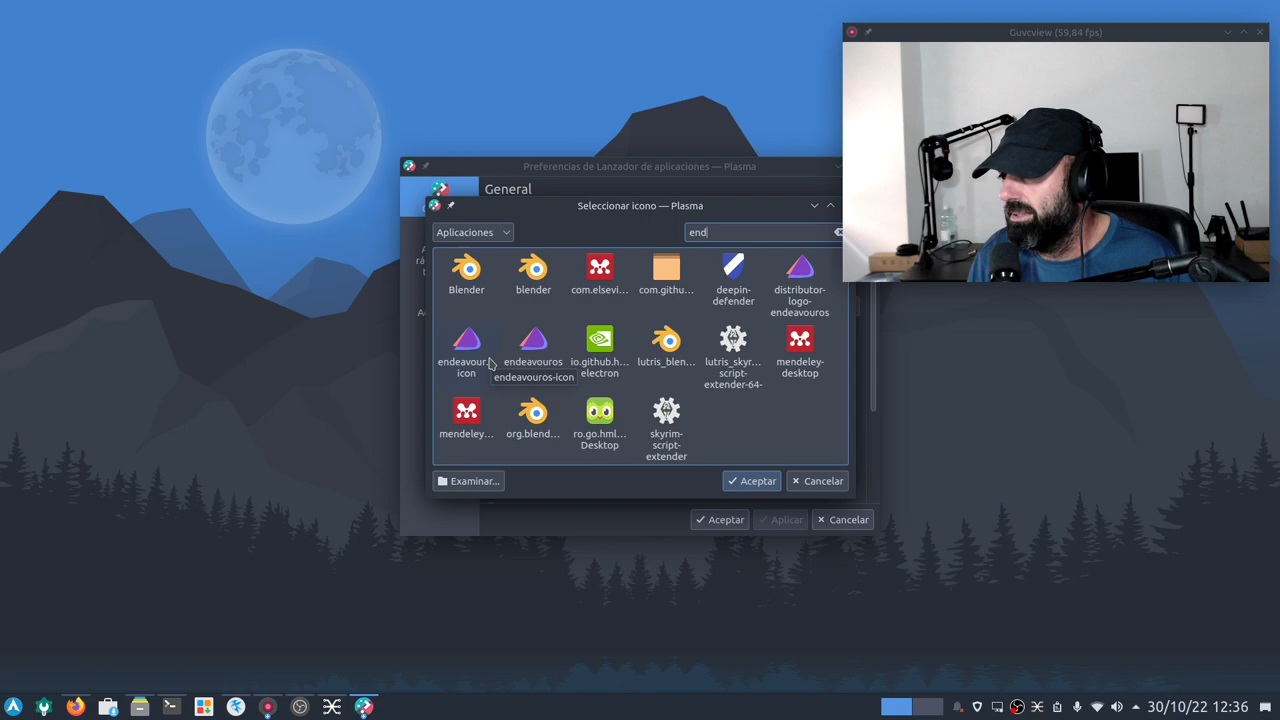 Guvcview (59,84 fps)
Preferencias de Lanzador de aplicaciones — Plasma
General
Seleccionar icono — Plasma
Aplicaciones
end
Blender
blender
com.elsevi...
com.githu...
deepin-
defender
distributor-
logo-
endeavouros
icon
endeavouros
io.github.h...
electron
lutris_blen...
lutris_skyr...
script-
extender-64-
mendeley-
desktop
endeavouros-icon
mendeley...
org.blend...
ro.go.hml...
Desktop
skyrim-
script-
extender
Examinar...
Aceptar
Cancelar
Aceptar
Aplicar
Cancelar
30/10/22 12:36